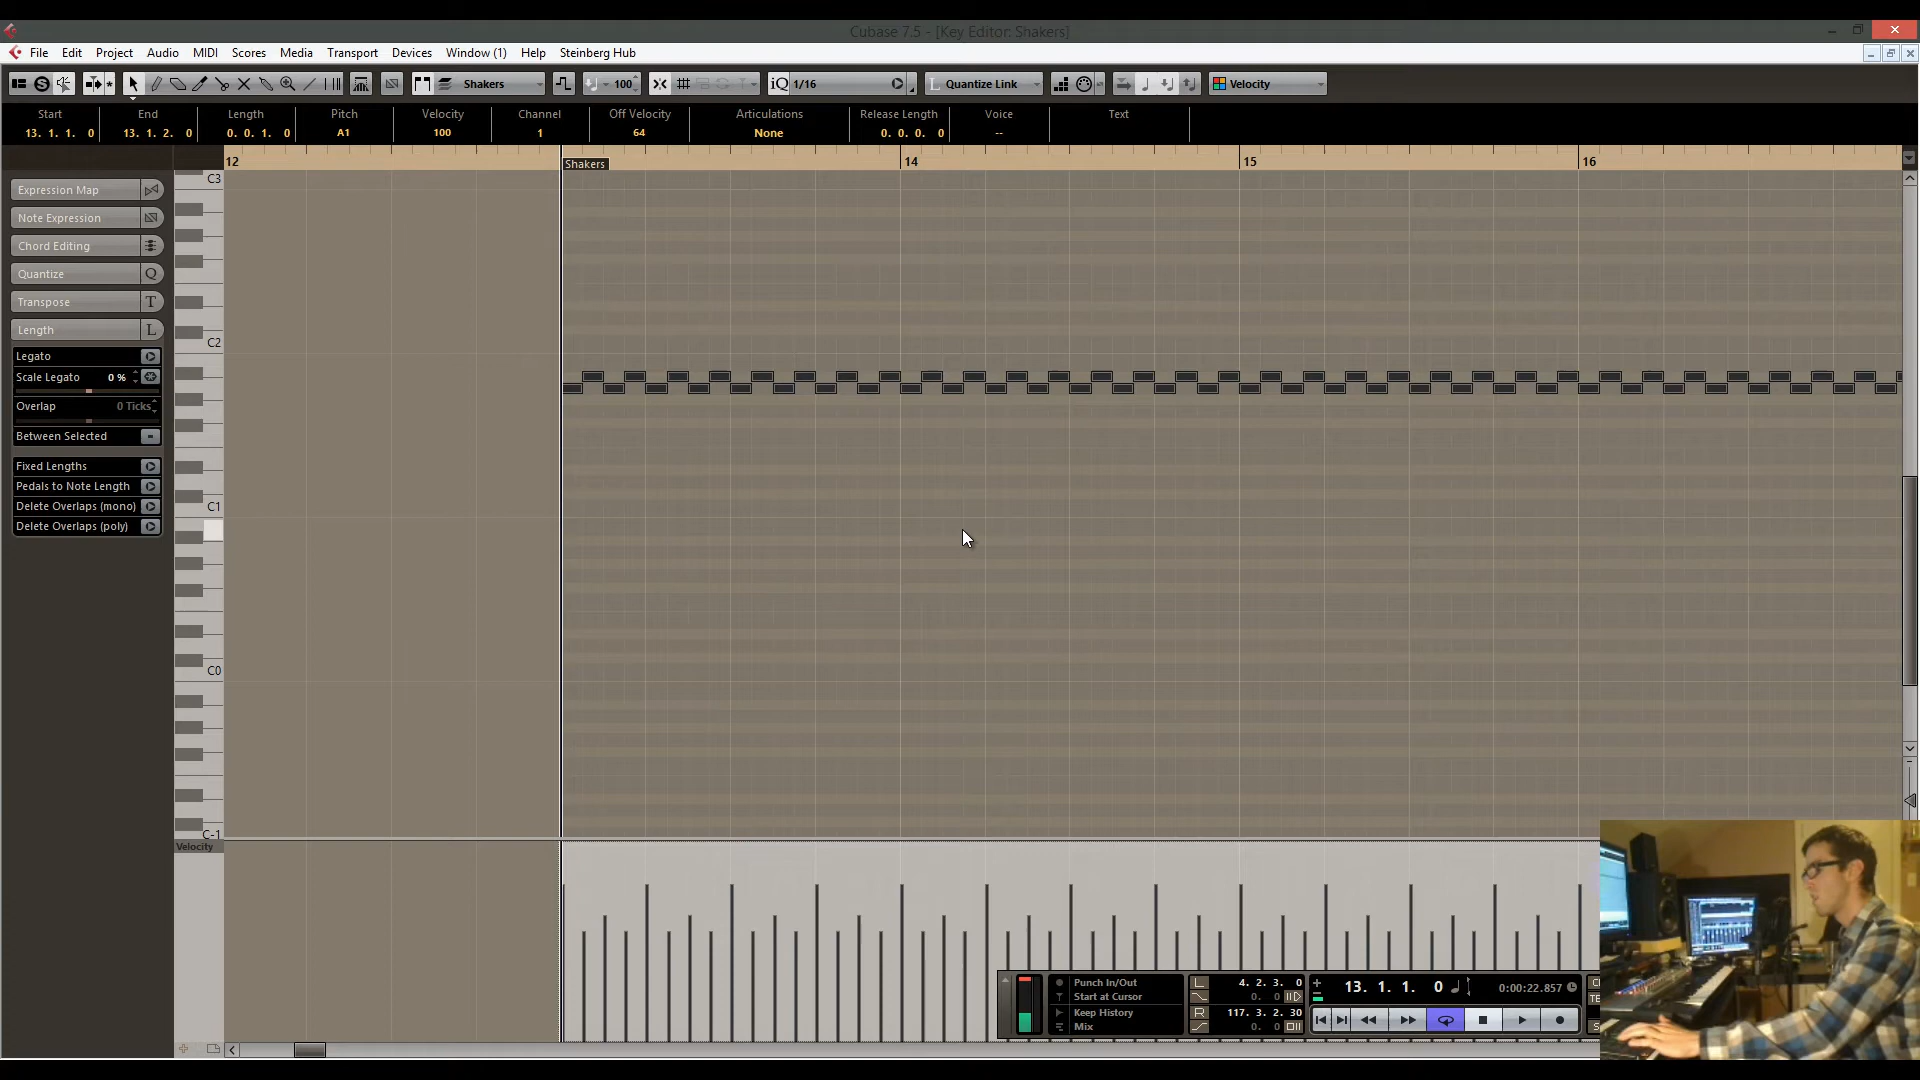 Cubase 7.5 - [Key Editor: Shakers]
File Edit Project Audio MIDI Scores Media Transport Devices Window (1) Help Steinberg Hub
Shakers 100 iQ 1/16 L Quantize Link Velocity
Start End Length Pitch Velocity Channel Off Velocity Articulations Release Length Voice Text
13. 1. 1. 0 13. 1. 2. 0 0. 0. 1. 0 A1 100 1 64 None 0. 0. 0. 0 --
12 Shakers 14 15 16
C3
Expression Map
Note Expression
Chord Editing
Quantize Q
Transpose T
Length L
C2
Legato
Scale Legato 0 %
Overlap 0 Ticks
Between Selected
Fixed Lengths
Pedals to Note Length
Delete Overlaps (mono)
C1
Delete Overlaps (poly)
C0
C-1
Velocity
Punch In/Out L 4. 2. 3. 0 13. 1. 1. 0 0:00:22.857
Start at Cursor 0. 0
Keep History R 117. 3. 2. 30
Mix 0. 0